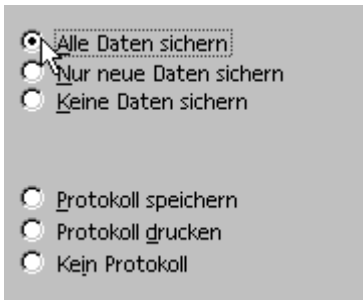 Alle Daten sichern
Nur neue Daten sichern
Keine Daten sichern
Protokoll speichern
Protokoll drucken
Kein Protokoll